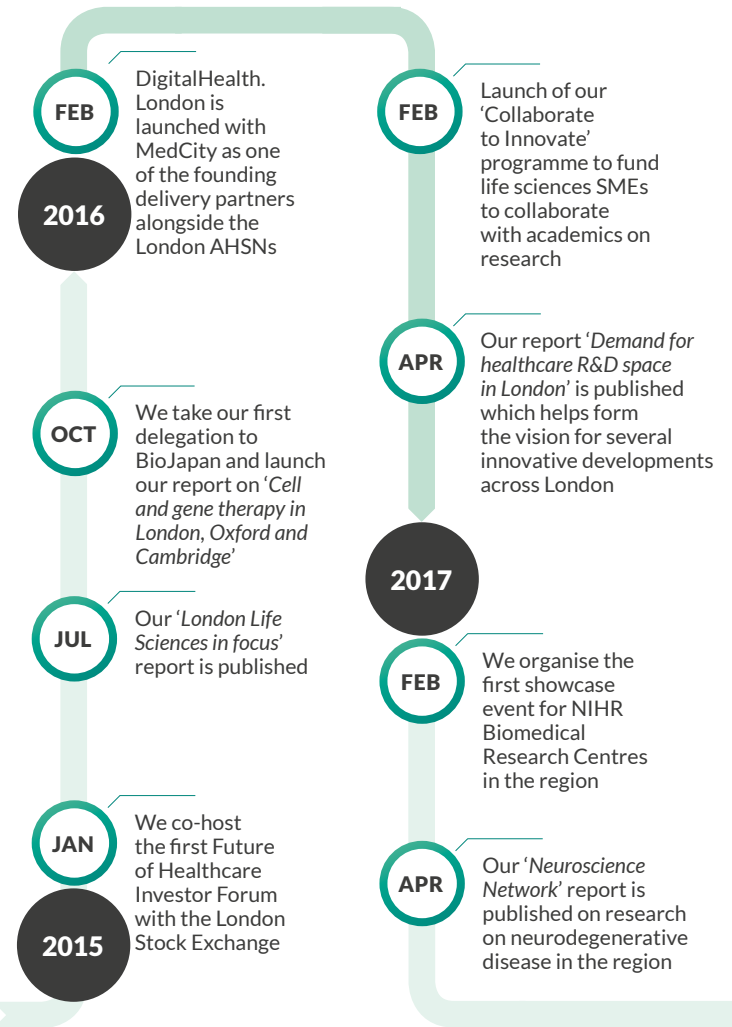 FEB
DigitalHealth.
London is
launched with
MedCity as one
of the founding
delivery partners
alongside the
London AHSNs
2016
OCT
We take our first
delegation to
BioJapan and launch
our report on ‘Cell
and gene therapy in
London, Oxford and
Cambridge’
JUL
Our ‘London Life
Sciences in focus’
report is published
JAN
We co-host
the first Future
of Healthcare
Investor Forum
with the London
Stock Exchange
2015
FEB
Launch of our
‘Collaborate
to Innovate’
programme to fund
life sciences SMEs
to collaborate
with academics on
research
APR
Our report ‘Demand for
healthcare R&D space
in London’ is published
which helps form
the vision for several
innovative developments
across London
2017
FEB
We organise the
first showcase
event for NIHR
Biomedical
Research Centres
in the region
APR
Our ‘Neuroscience
Network’ report is
published on research
on neurodegenerative
disease in the region